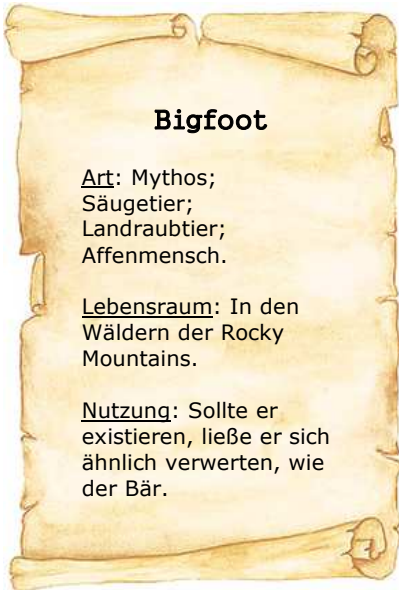 Bigfoot
Art: Mythos;
Säugetier;
Landraubtier;
Affenmensch.
Lebensraum: In den
Wäldern der Rocky
Mountains.
Nutzung: Sollte er
existieren, ließe er sich
ähnlich verwerten, wie
der Bär.